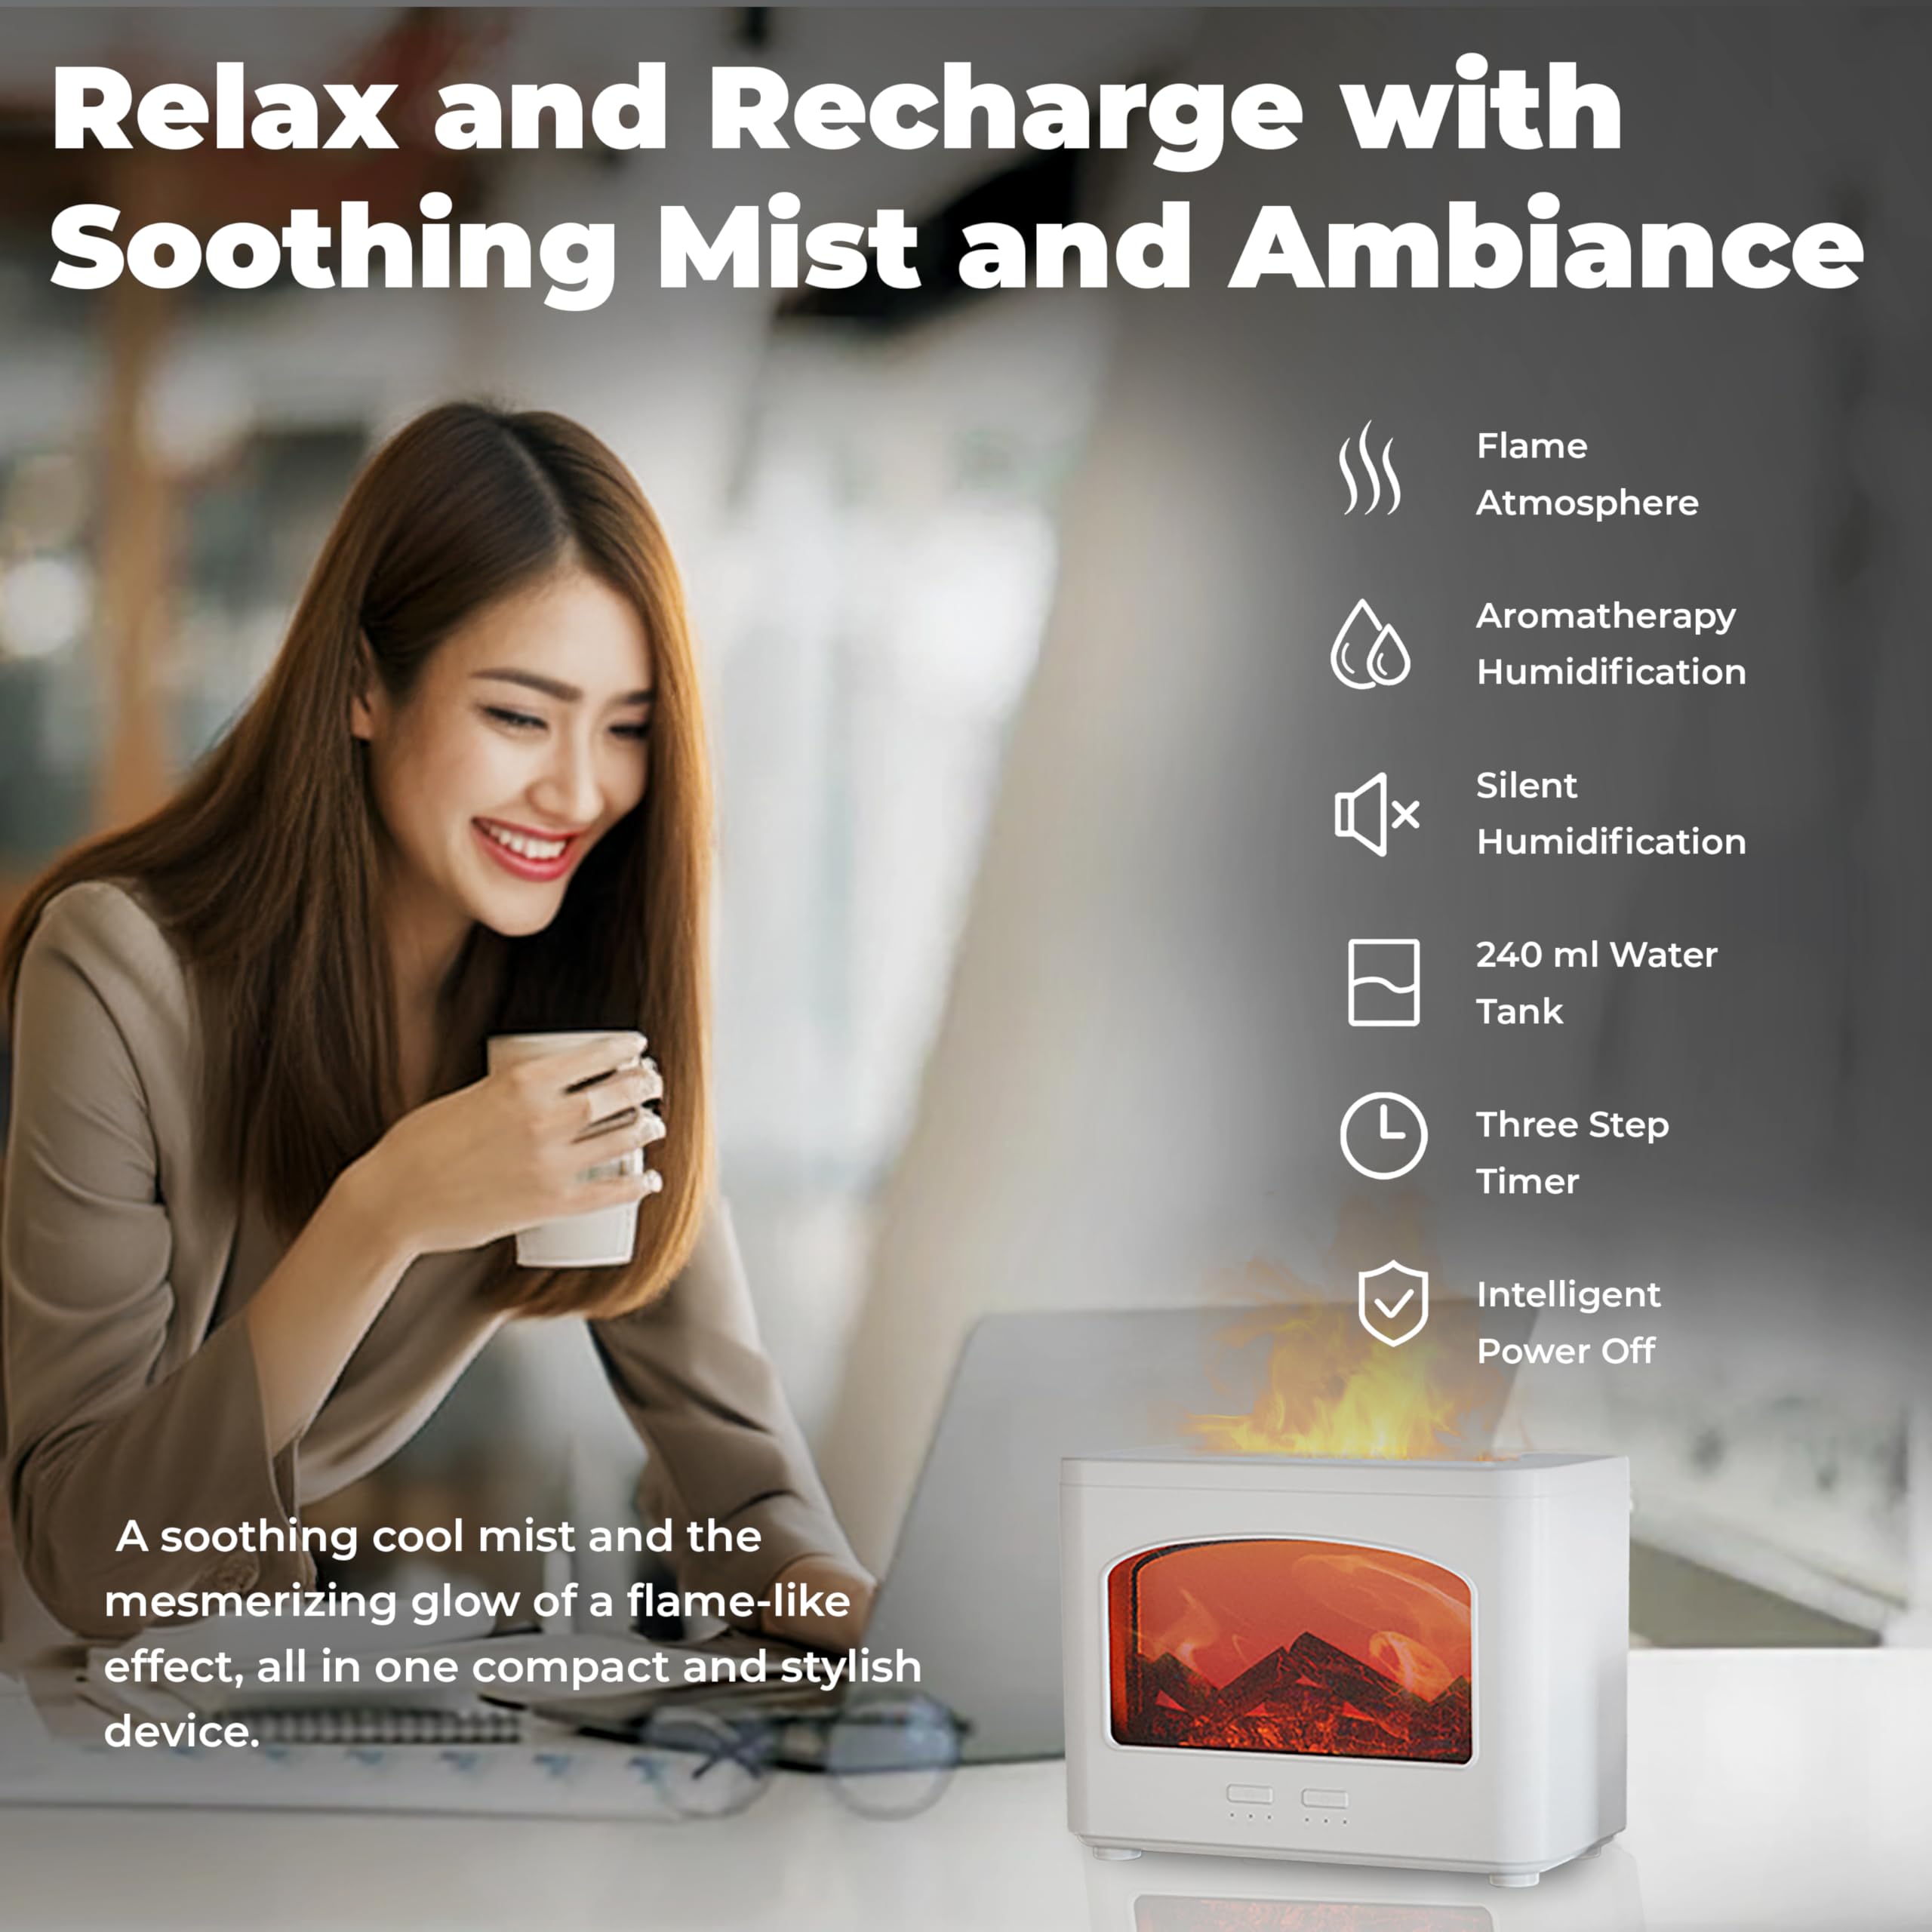 Relax and Recharge with
Soothing Mist and Ambiance
Flame
Atmosphere
Aromatherapy
Humidification
Silent
Humidification
240 ml Water
Tank
Three Step
Timer
Intelligent
Power Off
A soothing cool mist and the
mesmerizing glow of a flame-like
effect, all in one compact and stylish
device.